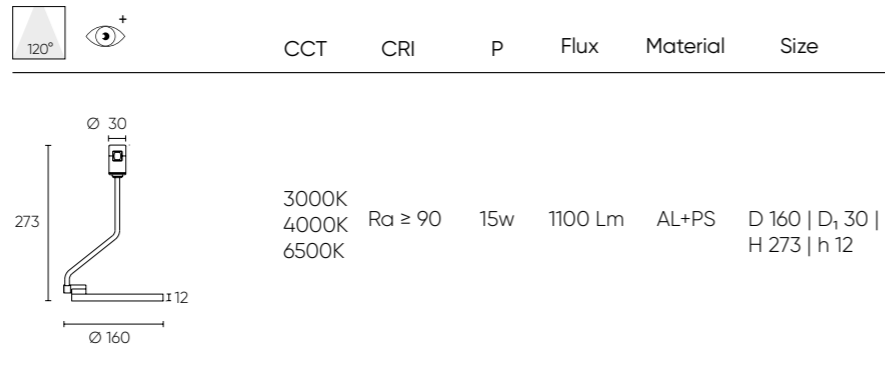 120°
+
CCT CRI P Flux Material Size
Ø 30
273
12
Ø 160
3000K
4000K
6500K
Ra ≥ 90
15w
1100 Lm
AL+PS
D 160 | D₁ 30 |
H 273 | h 12